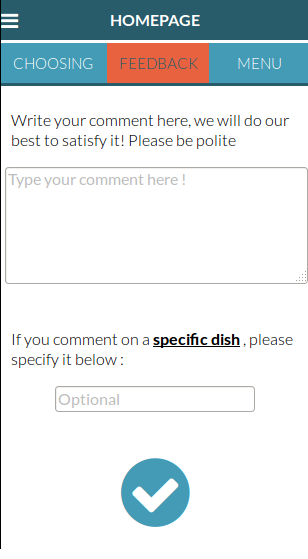 HOMEPAGE
CHOOSING FEEDBACK MENU
Write your comment here, we will do our
best to satisfy it! Please be polite
Type your comment here !
If you comment on a specific dish , please
specify it below :
Optional